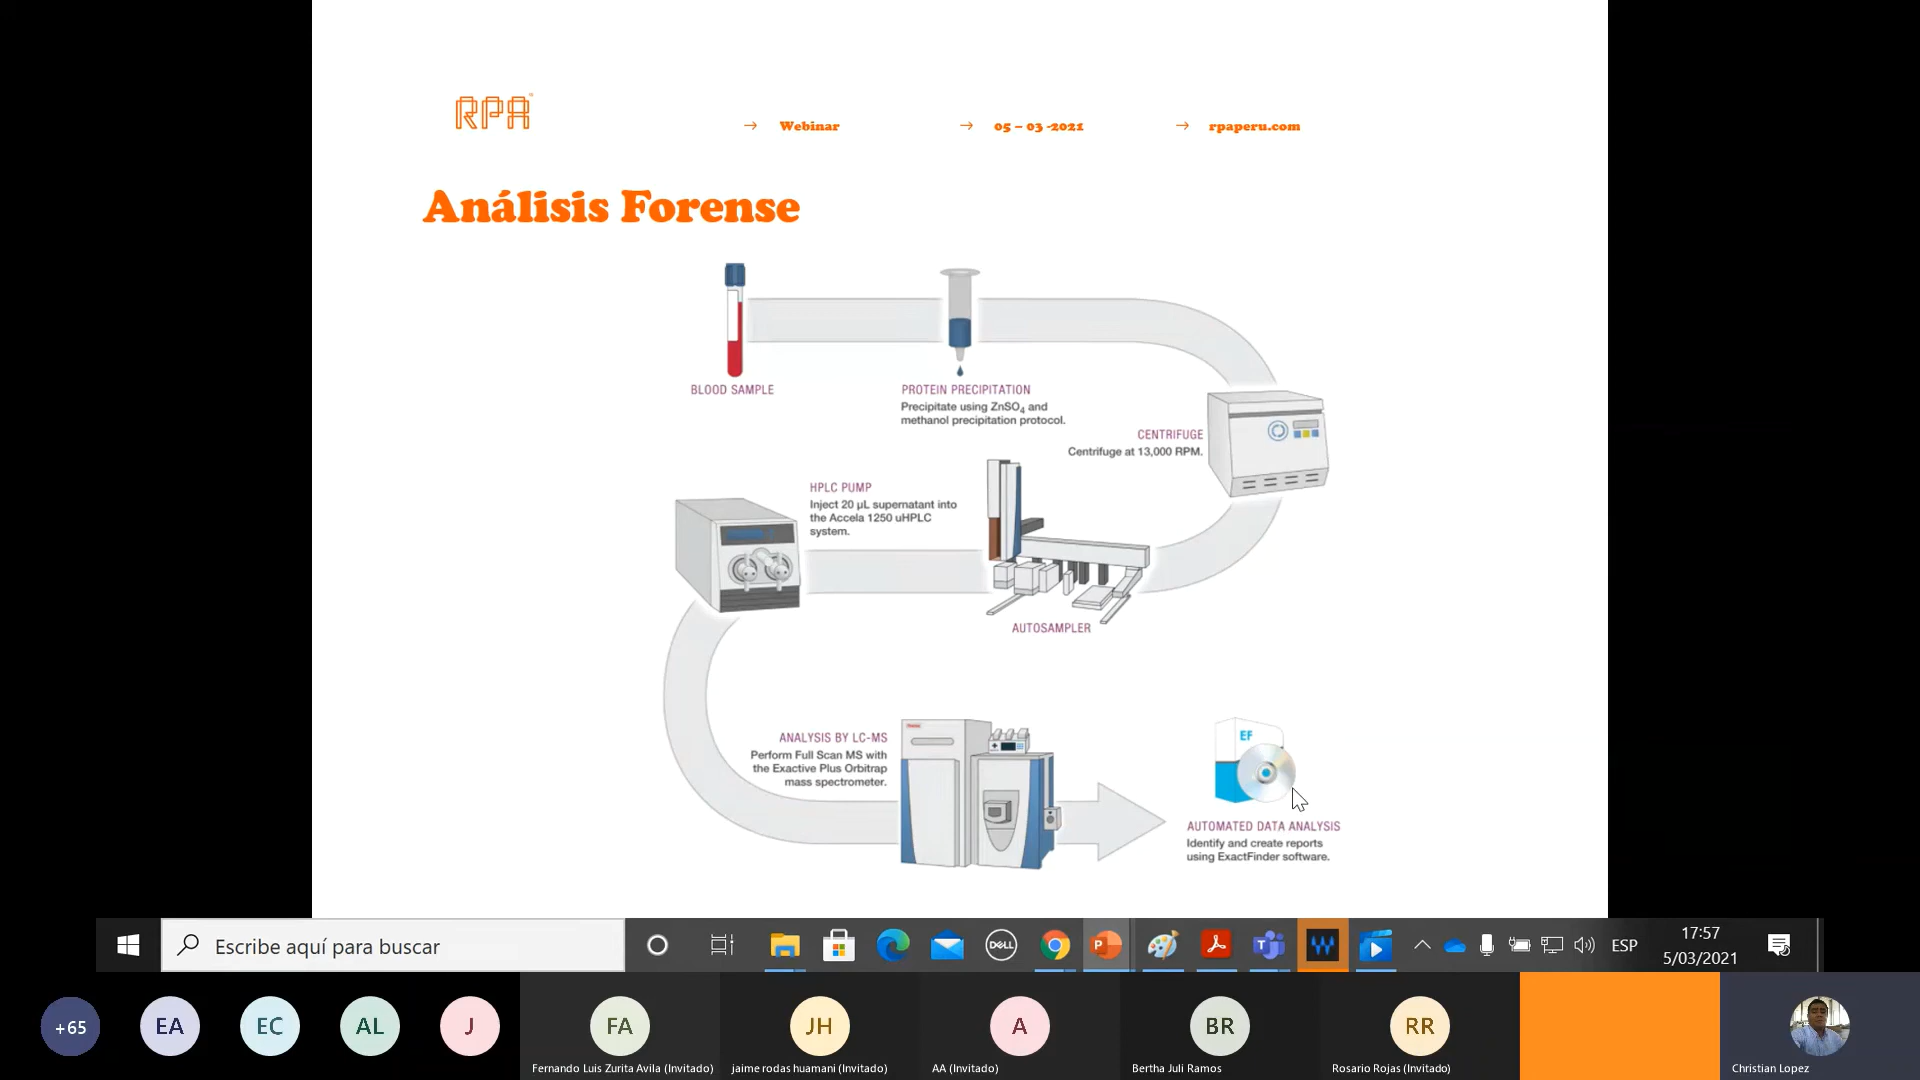 RPA
Webinar
05 – 03 -2021
rpaperu.com
Análisis Forense
BLOOD SAMPLE
PROTEIN PRECIPITATION
Precipitate using ZnSO₄ and
methanol precipitation protocol.
CENTRIFUGE
Centrifuge at 13,000 RPM.
HPLC PUMP
Inject 20 µL supernatant into
the Accela 1250 uHPLC
system.
AUTOSAMPLER
ANALYSIS BY LC-MS
Perform Full Scan MS with
the Exactive Plus Orbitrap
mass spectrometer.
EF
AUTOMATED DATA ANALYSIS
Identify and create reports
using ExactFinder software.
Escribe aquí para buscar
DELL
P
ESP
17:57
5/03/2021
+65
EA
EC
AL
J
FA
JH
A
BR
RR
Fernando Luis Zurita Avila (Invitado)
jaime rodas huamani (Invitado)
AA (Invitado)
Bertha Juli Ramos
Rosario Rojas (Invitado)
Christian Lopez